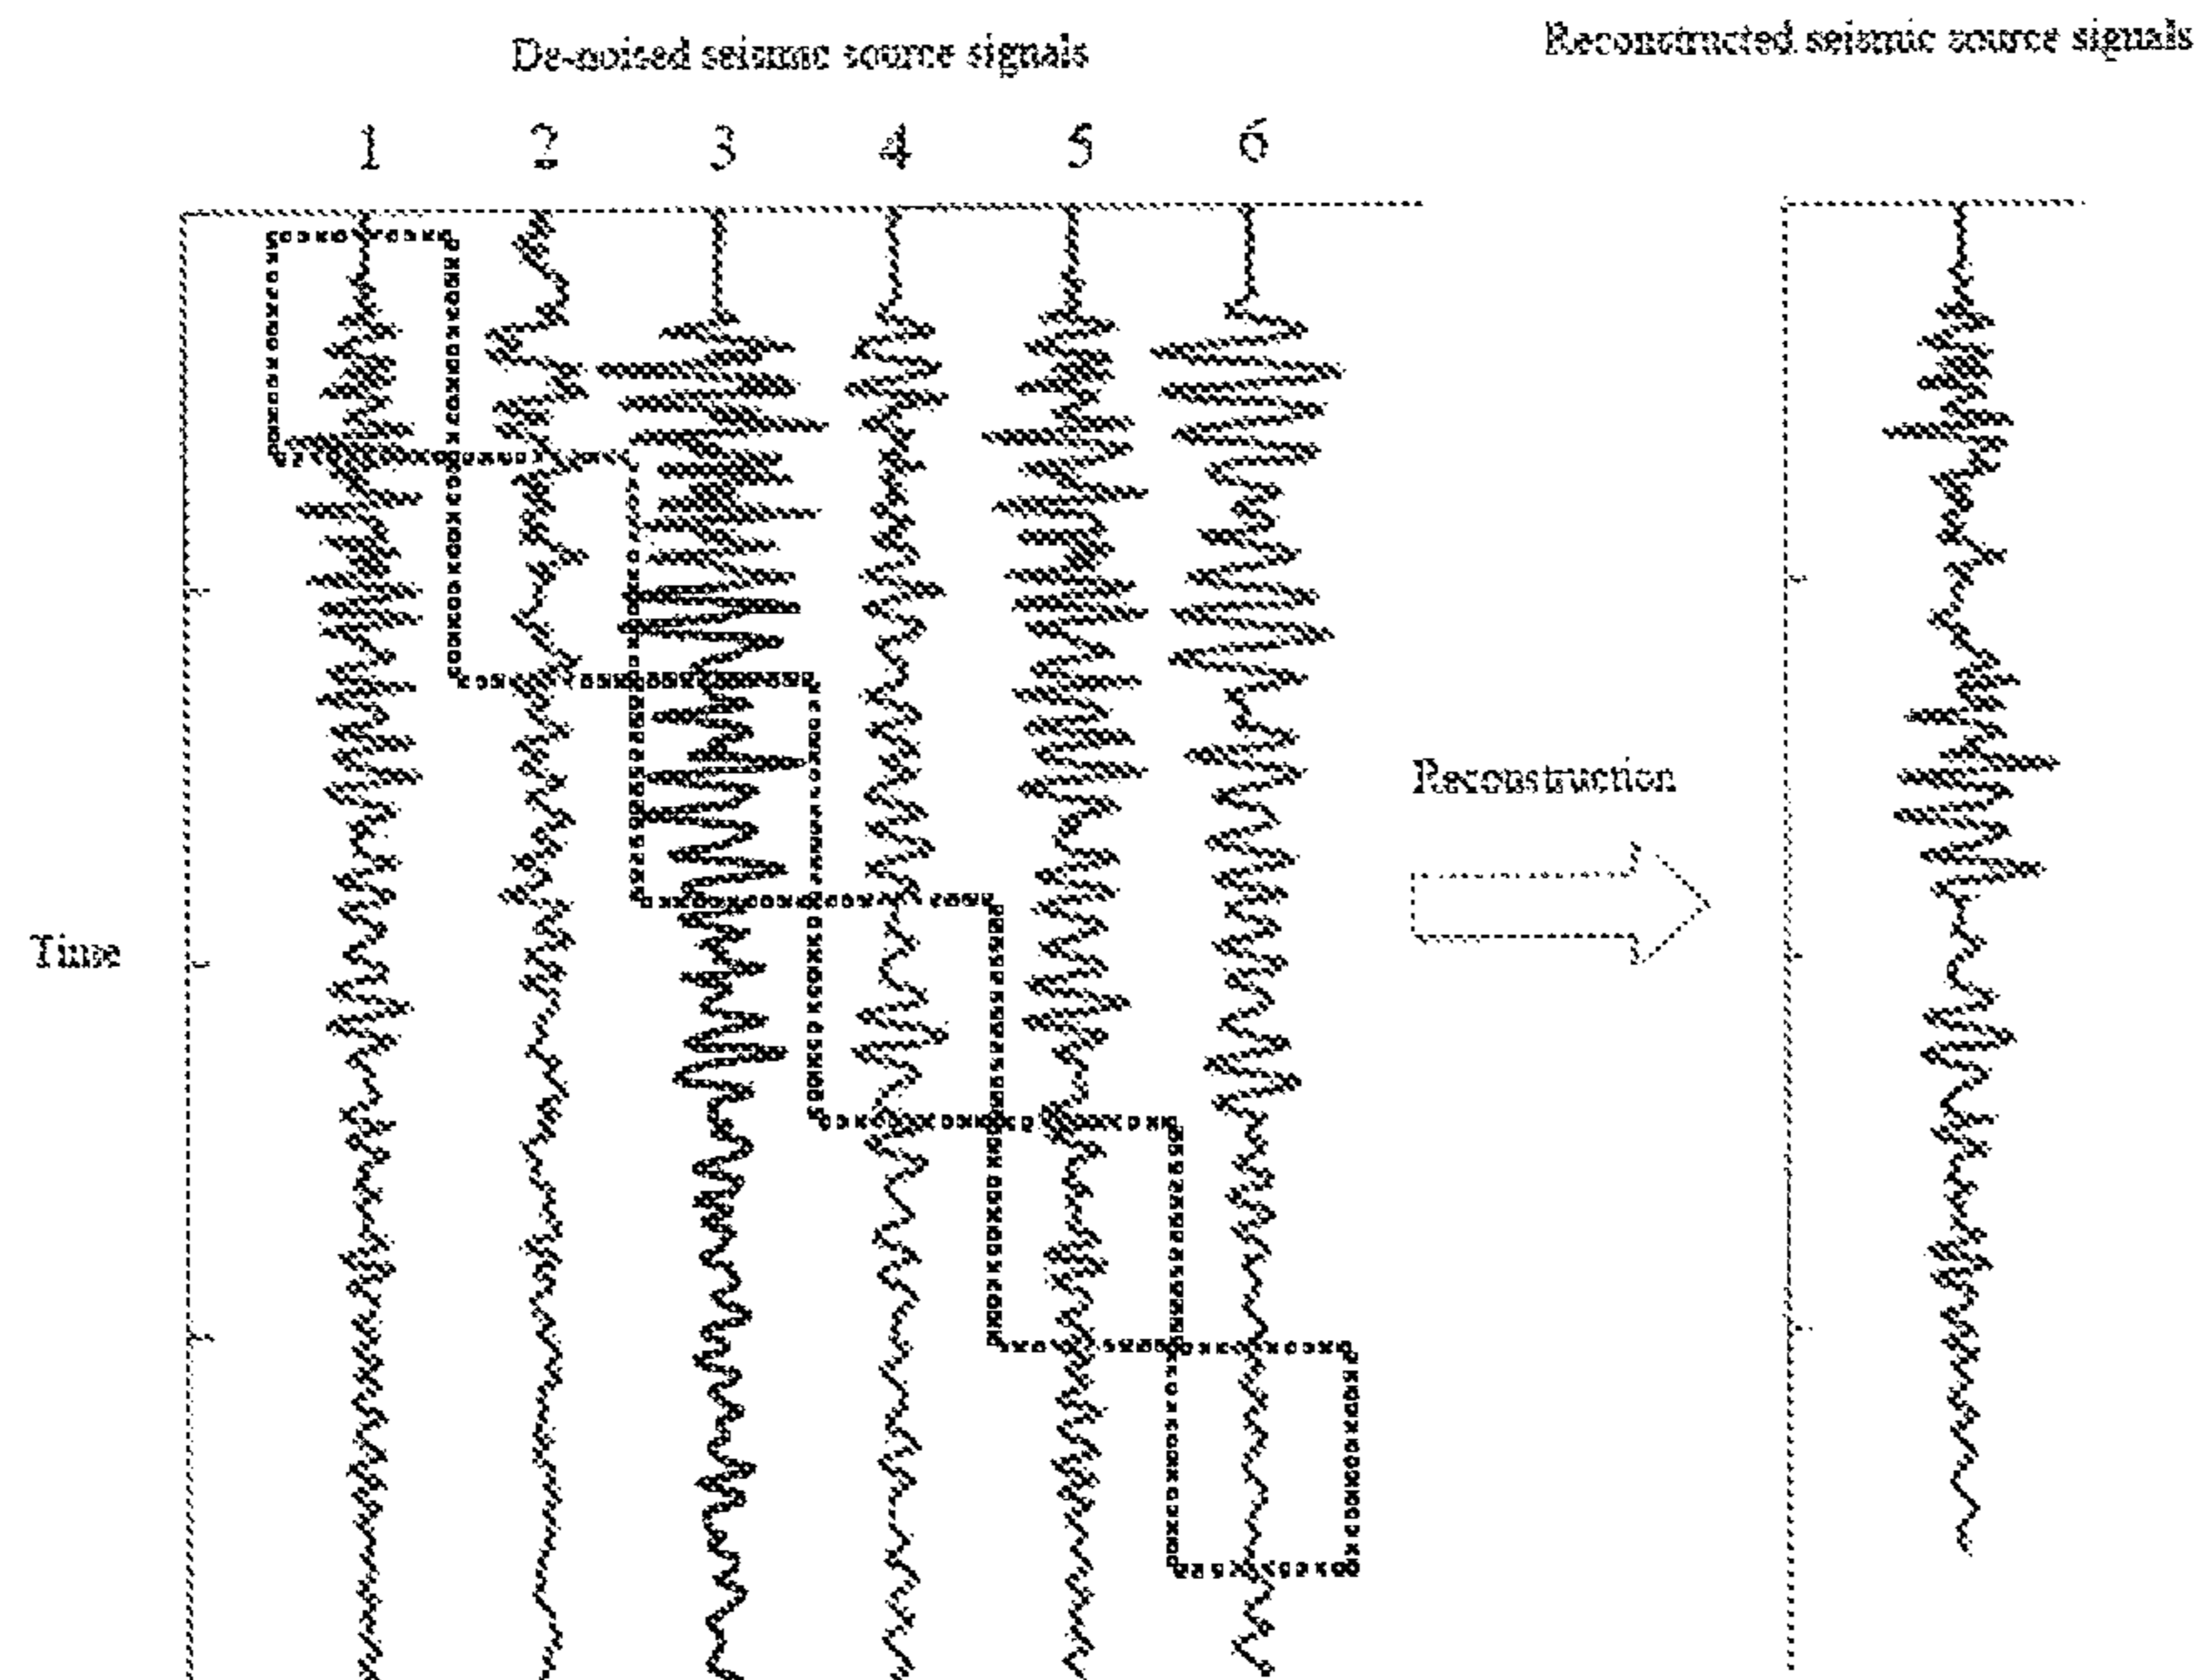 De-noised seismic source signals
Reconstructed seismic source signals
1 2 3 4 5 6
Reconstruction
Time